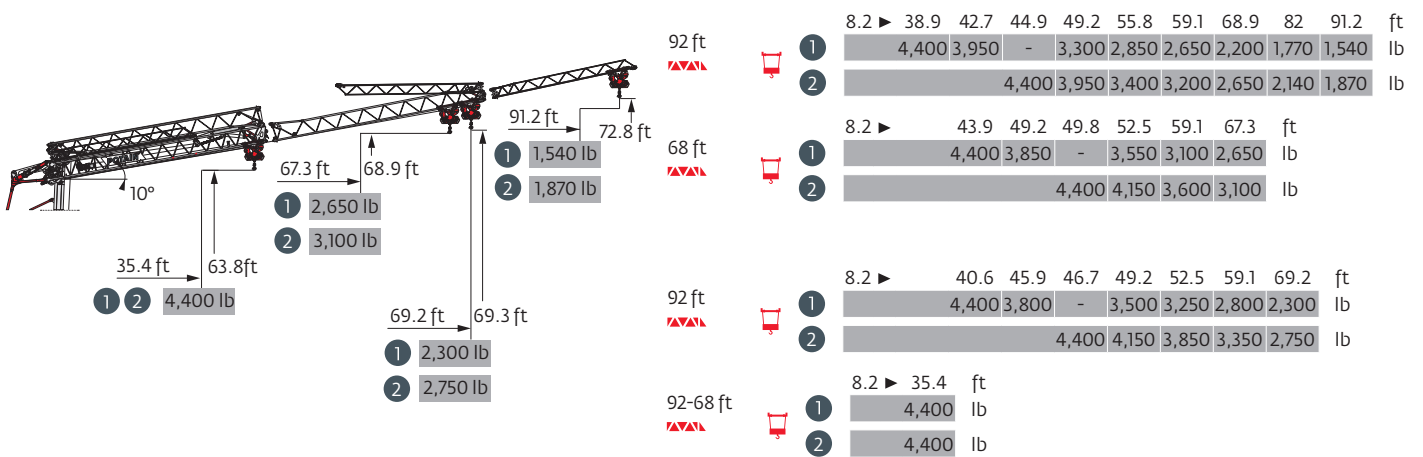 10°
35.4 ft
63.8ft
1 2 4,400 lb
67.3 ft
68.9 ft
1 2,650 lb
2 3,100 lb
69.2 ft
69.3 ft
1 2,300 lb
2 2,750 lb
91.2 ft
72.8 ft
1 1,540 lb
2 1,870 lb
8.2 ► 38.9 42.7 44.9 49.2 55.8 59.1 68.9 82 91.2 ft
92 ft
1 4,400 3,950 - 3,300 2,850 2,650 2,200 1,770 1,540 lb
2 4,400 3,950 3,400 3,200 2,650 2,140 1,870 lb
8.2 ► 43.9 49.2 49.8 52.5 59.1 67.3 ft
68 ft
1 4,400 3,850 - 3,550 3,100 2,650 lb
2 4,400 4,150 3,600 3,100 lb
8.2 ► 40.6 45.9 46.7 49.2 52.5 59.1 69.2 ft
92 ft
1 4,400 3,800 - 3,500 3,250 2,800 2,300 lb
2 4,400 4,150 3,850 3,350 2,750 lb
8.2 ► 35.4 ft
92-68 ft
1 4,400 lb
2 4,400 lb